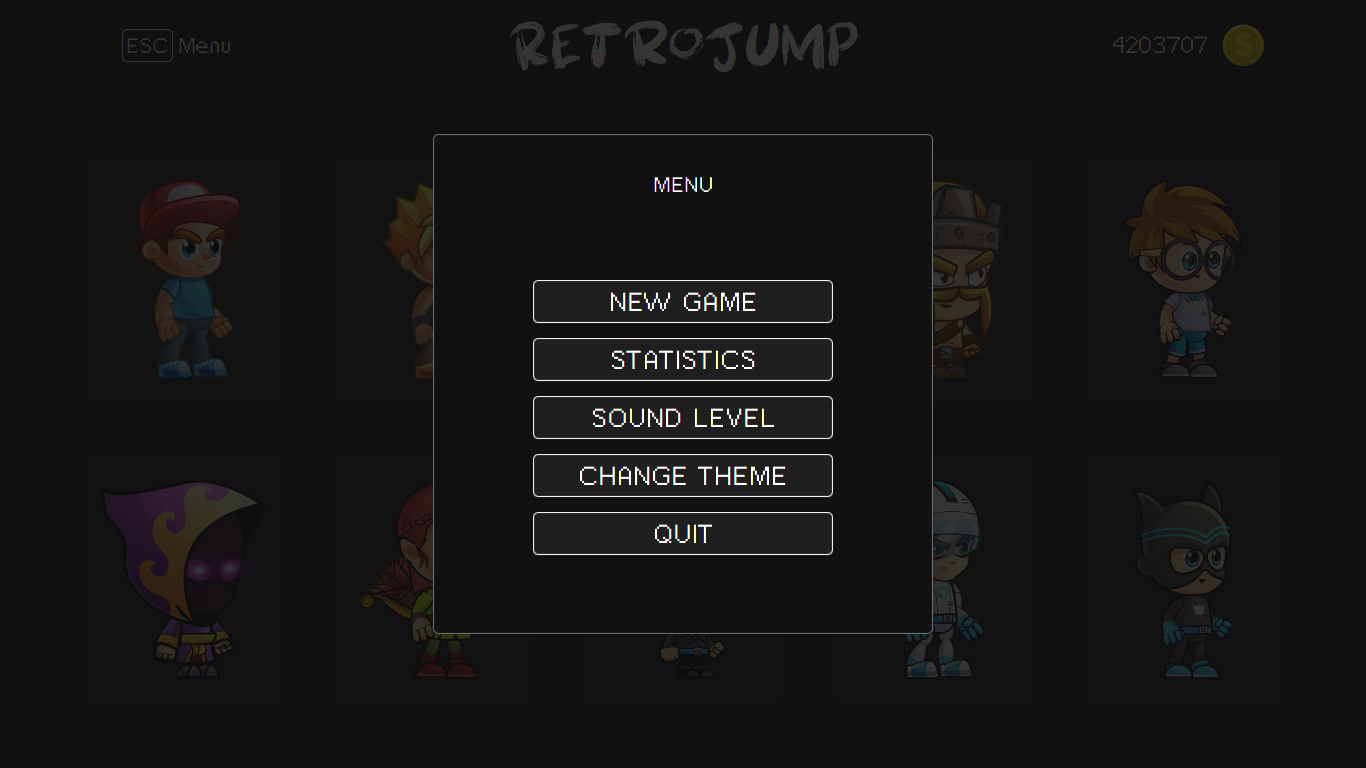 ESC Menu
RETROJUMP
4203707
MENU
NEW GAME
STATISTICS
SOUND LEVEL
CHANGE THEME
QUIT